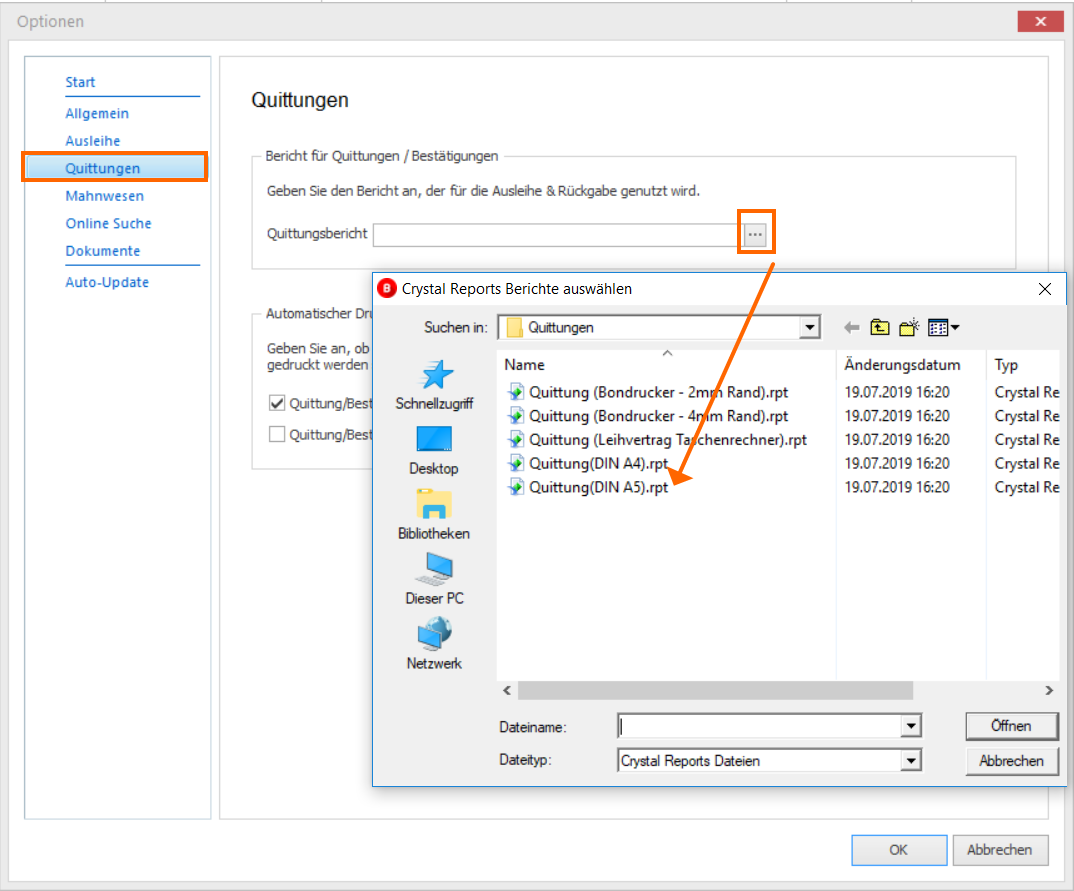 Optionen
Start
Allgemein
Ausleihe
Quittungen
Mahnwesen
Online Suche
Dokumente
Auto-Update
Quittungen
Bericht für Quittungen / Bestätigungen
Geben Sie den Bericht an, der für die Ausleihe & Rückgabe genutzt wird.
Quittungsbericht
...
Automatischer Dru
Geben Sie an, ob
gedruckt werden
Quittung/Best
Quittung/Best
B Crystal Reports Berichte auswählen
Suchen in: Quittungen
Schnellzugriff
Desktop
Bibliotheken
Dieser PC
Netzwerk
Name Änderungsdatum Typ
Quittung (Bondrucker - 2mm Rand).rpt 19.07.2019 16:20 Crystal Re
Quittung (Bondrucker - 4mm Rand).rpt 19.07.2019 16:20 Crystal Re
Quittung (Leihvertrag Taschenrechner).rpt 19.07.2019 16:20 Crystal Re
Quittung(DIN A4).rpt 19.07.2019 16:20 Crystal Re
Quittung(DIN A5).rpt 19.07.2019 16:20 Crystal Re
Dateiname: Öffnen
Dateityp: Crystal Reports Dateien Abbrechen
OK Abbrechen